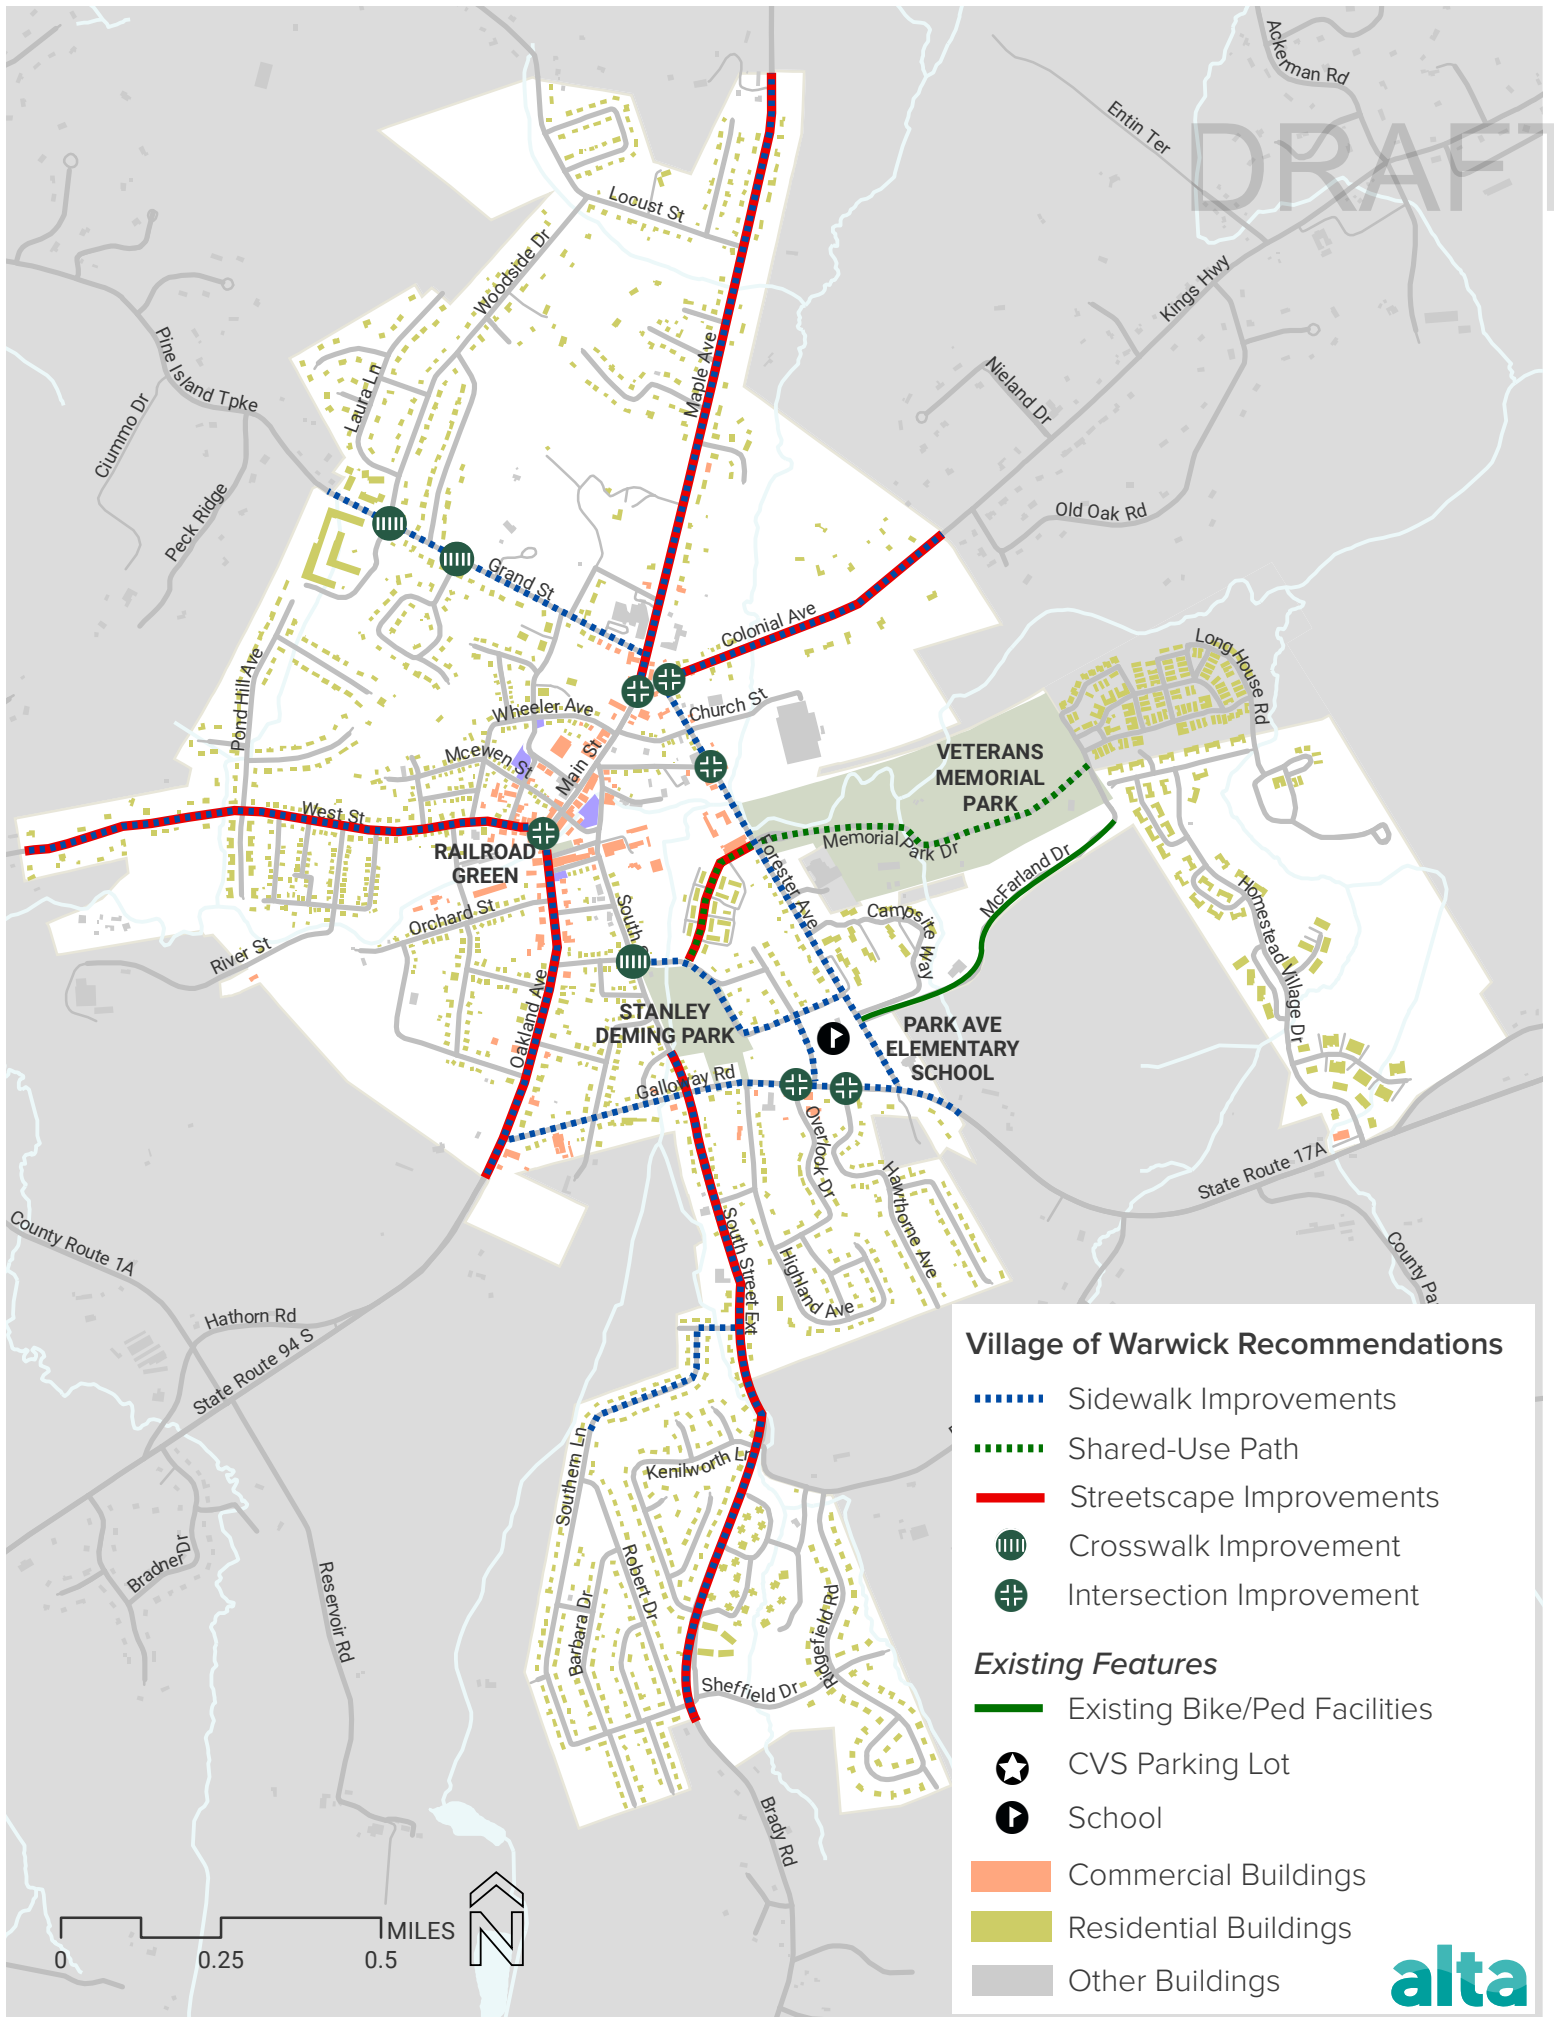 Ackerman Rd
Entin Ter
DRAFT
Locust St
Woodside Dr
Kings Hwy
Pine Island Tpke
Maple Ave
Nieland Dr
Laura Ln
Ciummo Dr
Peck Ridge
Old Oak Rd
Grand St
Colonial Ave
Long House Rd
Pond Hill Ave
Wheeler Ave
Church St
Mcewen St
Main St
VETERANS
MEMORIAL
PARK
West St
RAILROAD
GREEN
Memorial Park Dr
Forester Ave
McFarland Dr
Homestead Village Dr
Orchard St
South
Campsite Way
River St
Oakland Ave
STANLEY
DEMING PARK
PARK AVE
ELEMENTARY
SCHOOL
Galloway Rd
Overlook Dr
Hawthorne Ave
State Route 17A
County Route 1A
South Street Ext
Highland Ave
County Pa
Hathorn Rd
State Route 94 S
Kenilworth Ln
Southern Ln
Bradner Dr
Reservoir Rd
Robert Dr
Barbara Dr
Ridgefield Rd
Sheffield Dr
Brady Rd
Village of Warwick Recommendations
Sidewalk Improvements
Shared-Use Path
Streetscape Improvements
Crosswalk Improvement
Intersection Improvement
Existing Features
Existing Bike/Ped Facilities
CVS Parking Lot
School
Commercial Buildings
Residential Buildings
Other Buildings
MILES
0 0.25 0.5
N
alta